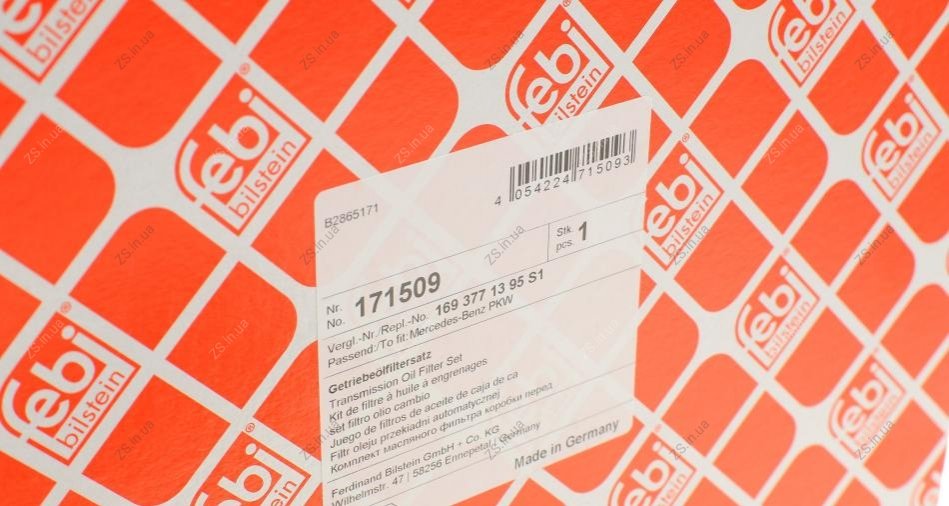 febi
bilstein
B2865171
4 054224 715093
Stk.
pcs. 1
Nr.
No. 171509
Vergl.-Nr./Repl.-No. 169 377 13 95 S1
Passend:/To fit: Mercedes-Benz PKW
Getriebeölfiltersatz
Transmission Oil Filter Set
Kit de filtre à huile à engrenages
set filtro olio cambio
Juego de filtros de aceite de caja de ca
Filtr oleju przekładni automatycznej
Комплект масляного фильтра коробки перед
Ferdinand Bilstein GmbH + Co. KG
Wilhelmstr. 47 | 58256 Ennepetal / Germany
Made in Germany
ZS.in.ua